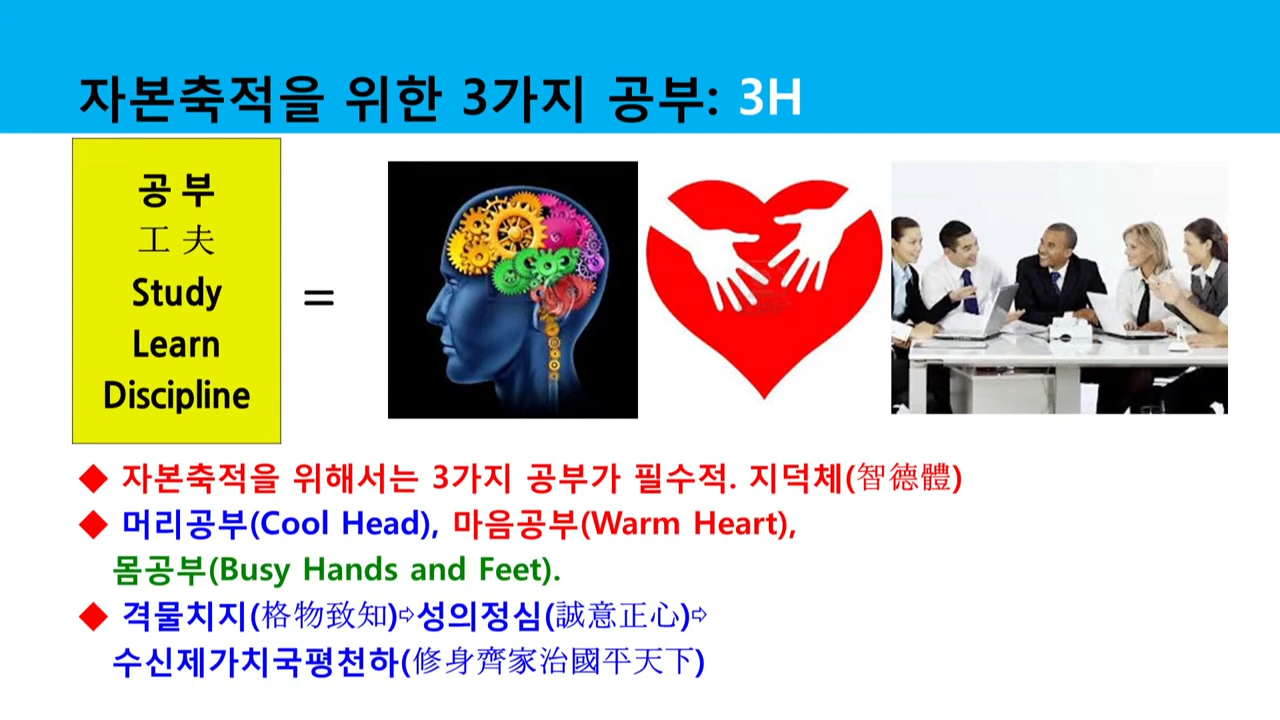 자본축적을 위한 3가지 공부: 3H
공 부
工 夫
Study
Learn
Discipline
=
◆ 자본축적을 위해서는 3가지 공부가 필수적. 지덕체(智德體)
◆ 머리공부(Cool Head), 마음공부(Warm Heart),
몸공부(Busy Hands and Feet).
◆ 격물치지(格物致知)⇨성의정심(誠意正心)⇨
수신제가치국평천하(修身齊家治國平天下)